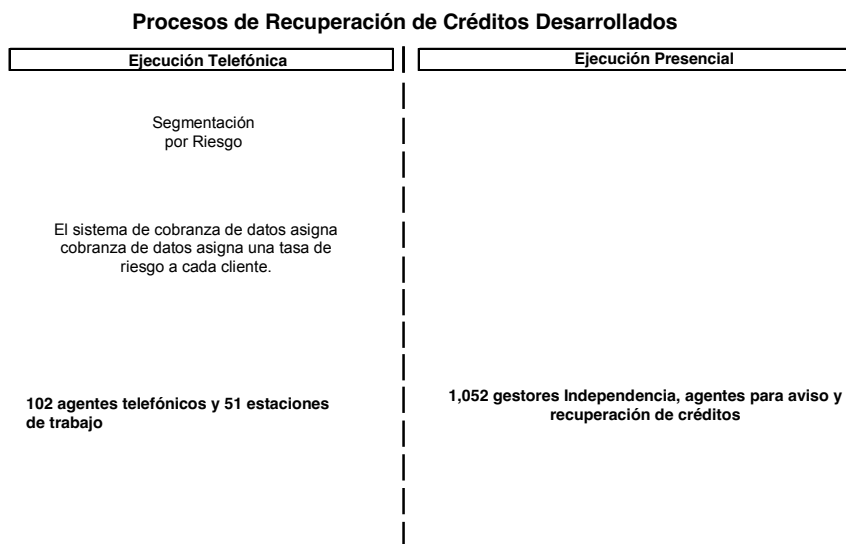 Procesos de Recuperación de Créditos Desarrollados
Ejecución Telefónica
Ejecución Presencial
Segmentación
por Riesgo
El sistema de cobranza de datos asigna
cobranza de datos asigna una tasa de
riesgo a cada cliente.
102 agentes telefónicos y 51 estaciones
de trabajo
1,052 gestores Independencia, agentes para aviso y
recuperación de créditos